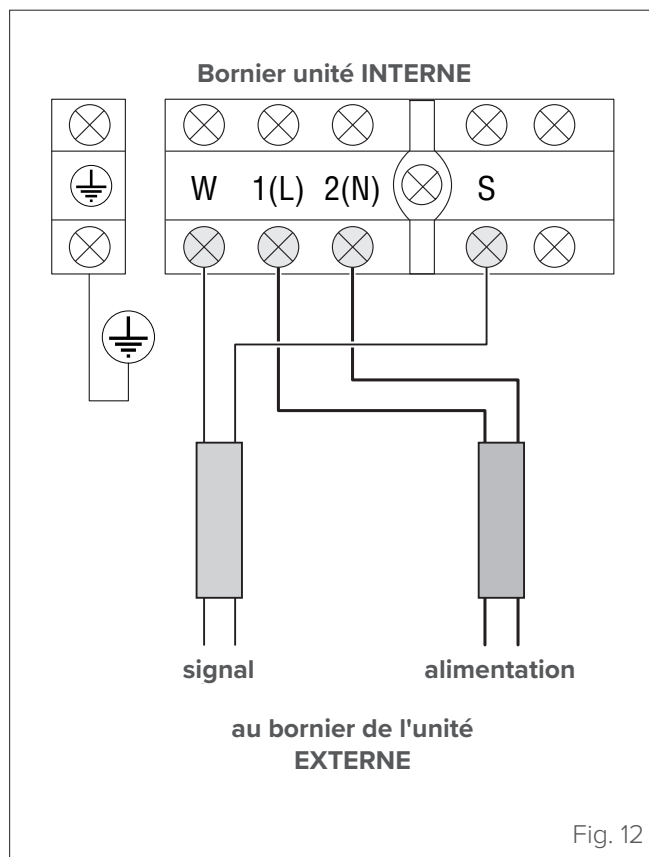 Bornier unité INTERNE
W 1(L) 2(N) S
signal alimentation
au bornier de l'unité
EXTERNE
Fig. 12